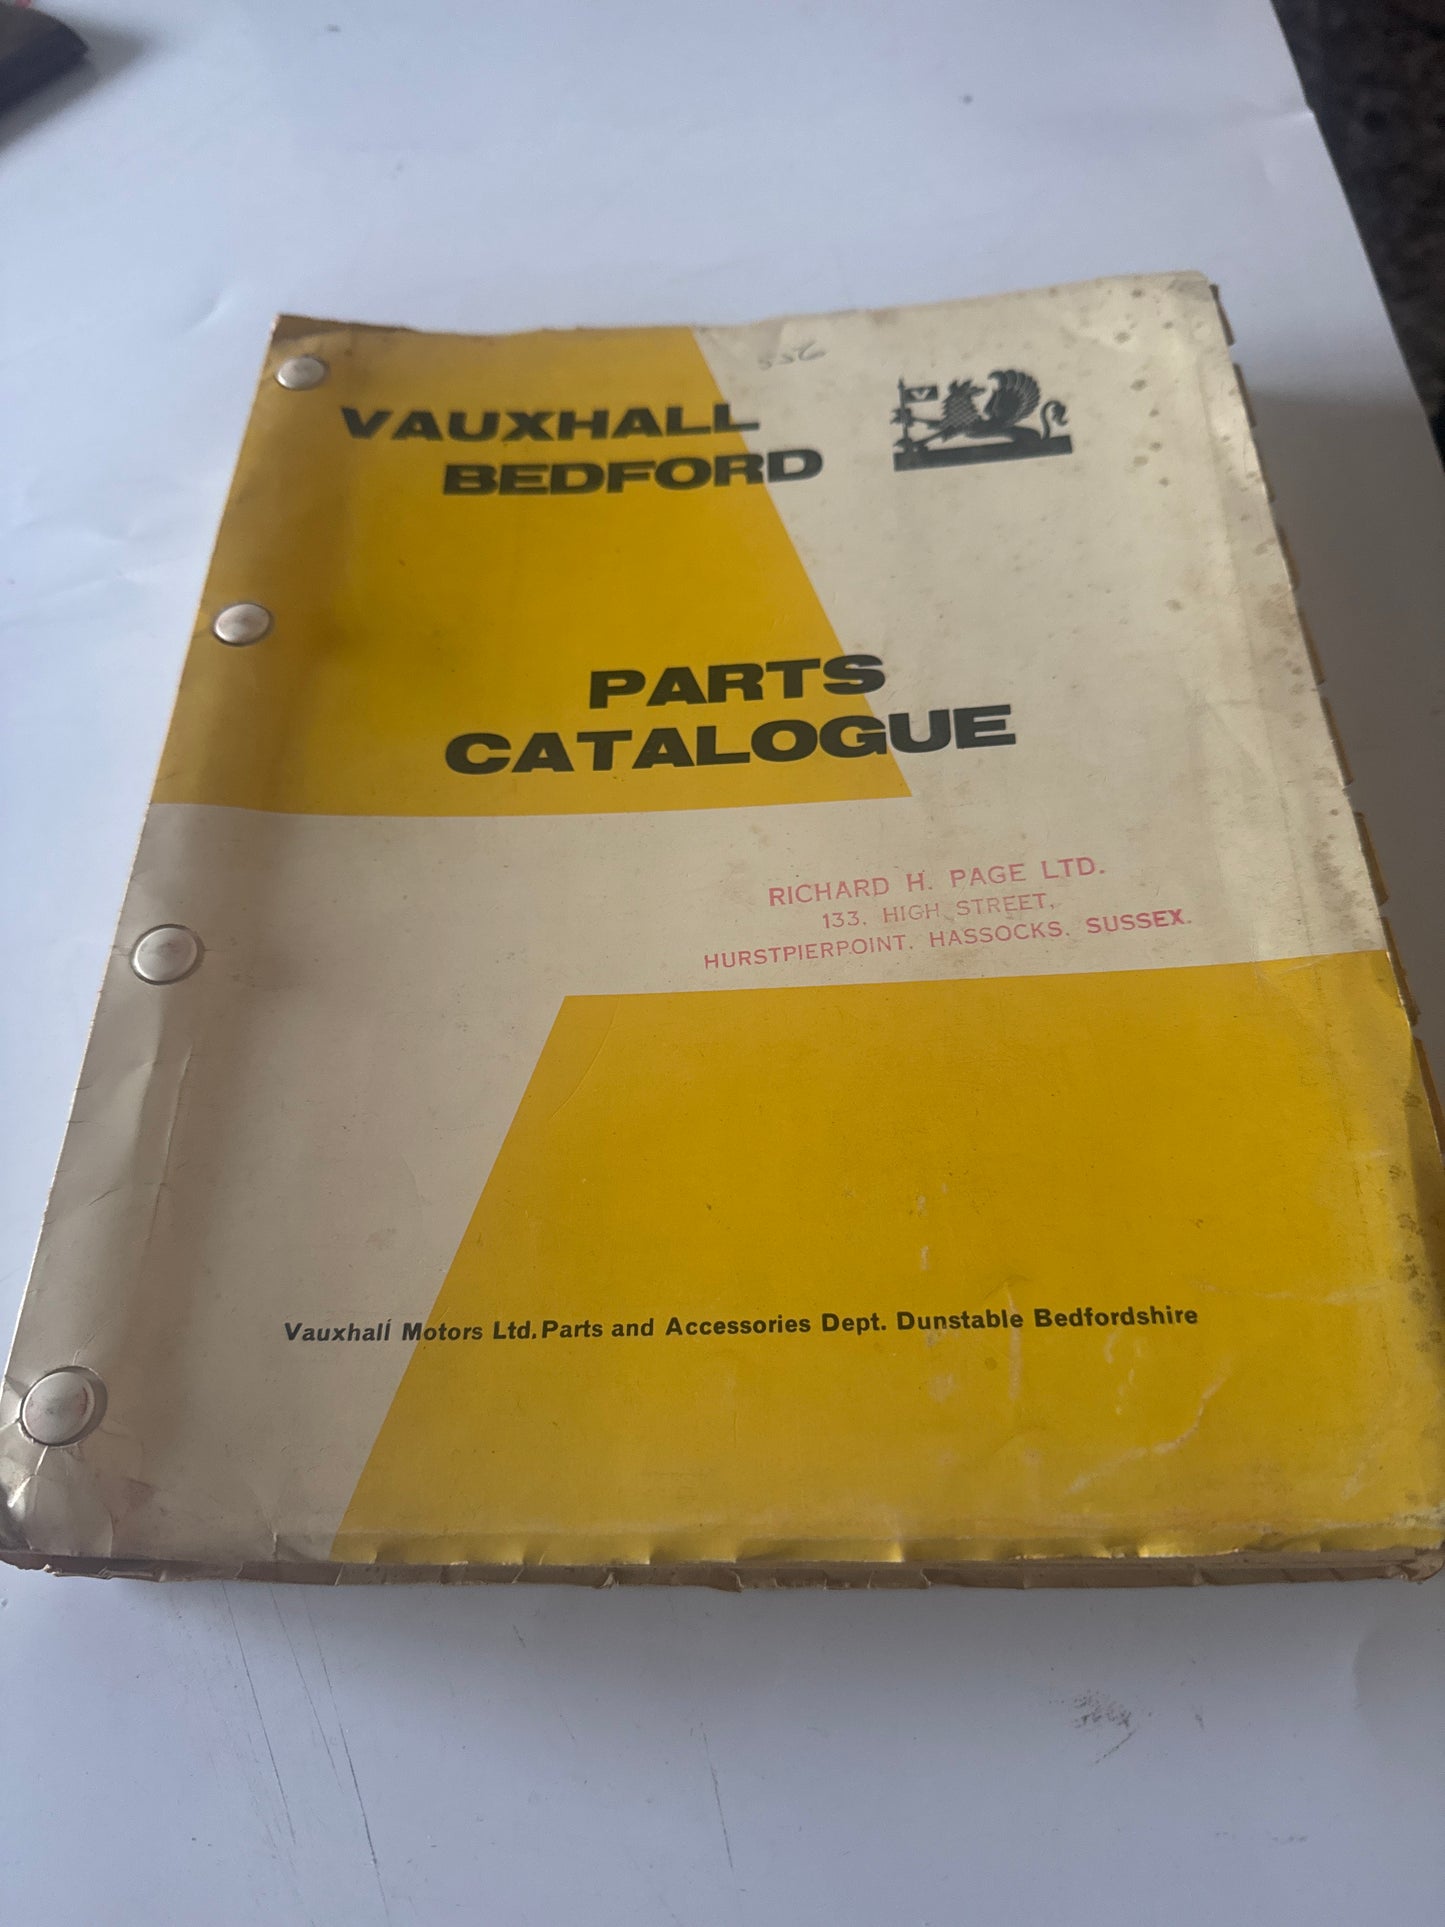 VAUXHALL
BEDFORD
V
PARTS
CATALOGUE
RICHARD H. PAGE LTD.
133, HIGH STREET,
HURSTPIERPOINT. HASSOCKS. SUSSEX.
Vauxhall Motors Ltd. Parts and Accessories Dept. Dunstable Bedfordshire